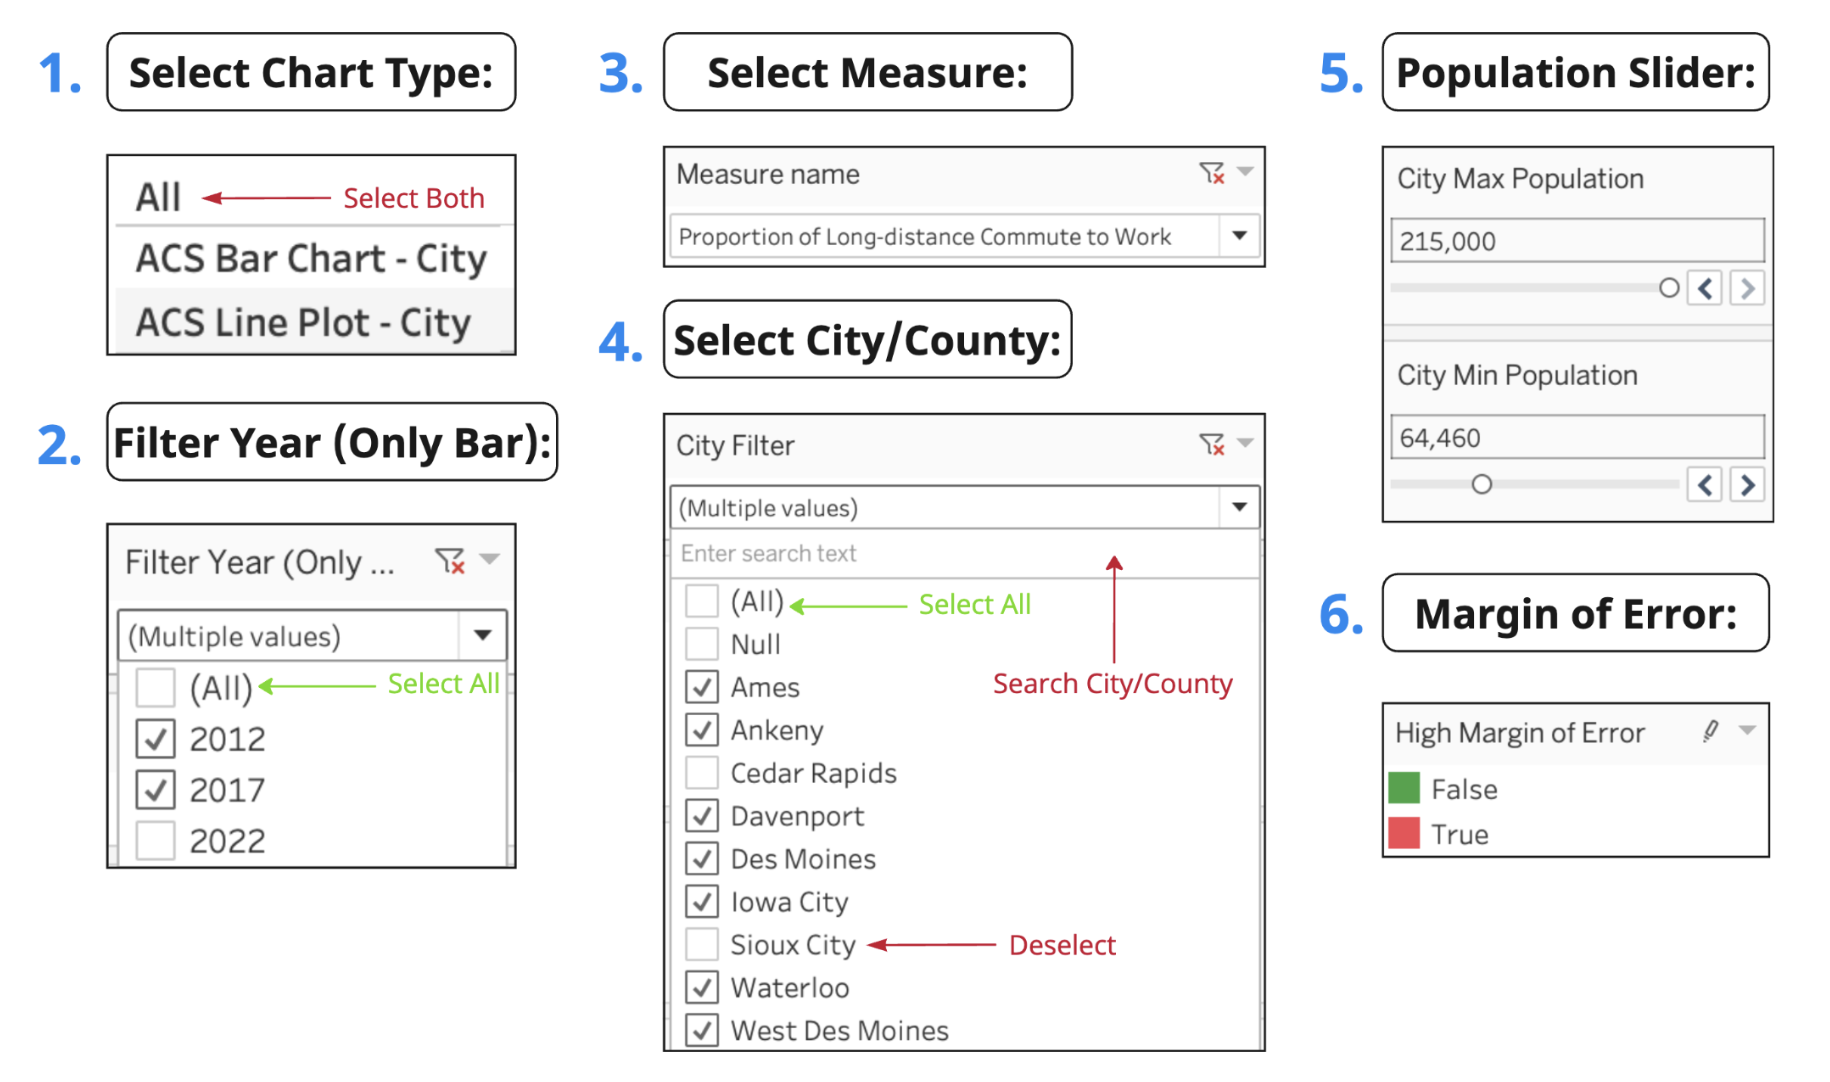 1. Select Chart Type:
All Select Both
ACS Bar Chart - City
ACS Line Plot - City
2. Filter Year (Only Bar):
Filter Year (Only ...
(Multiple values)
(All) Select All
2012
2017
2022
3. Select Measure:
Measure name
Proportion of Long-distance Commute to Work
4. Select City/County:
City Filter
(Multiple values)
Enter search text
(All) Select All
Null
Ames Search City/County
Ankeny
Cedar Rapids
Davenport
Des Moines
Iowa City
Sioux City Deselect
Waterloo
West Des Moines
5. Population Slider:
City Max Population
215,000
City Min Population
64,460
6. Margin of Error:
High Margin of Error
False
True